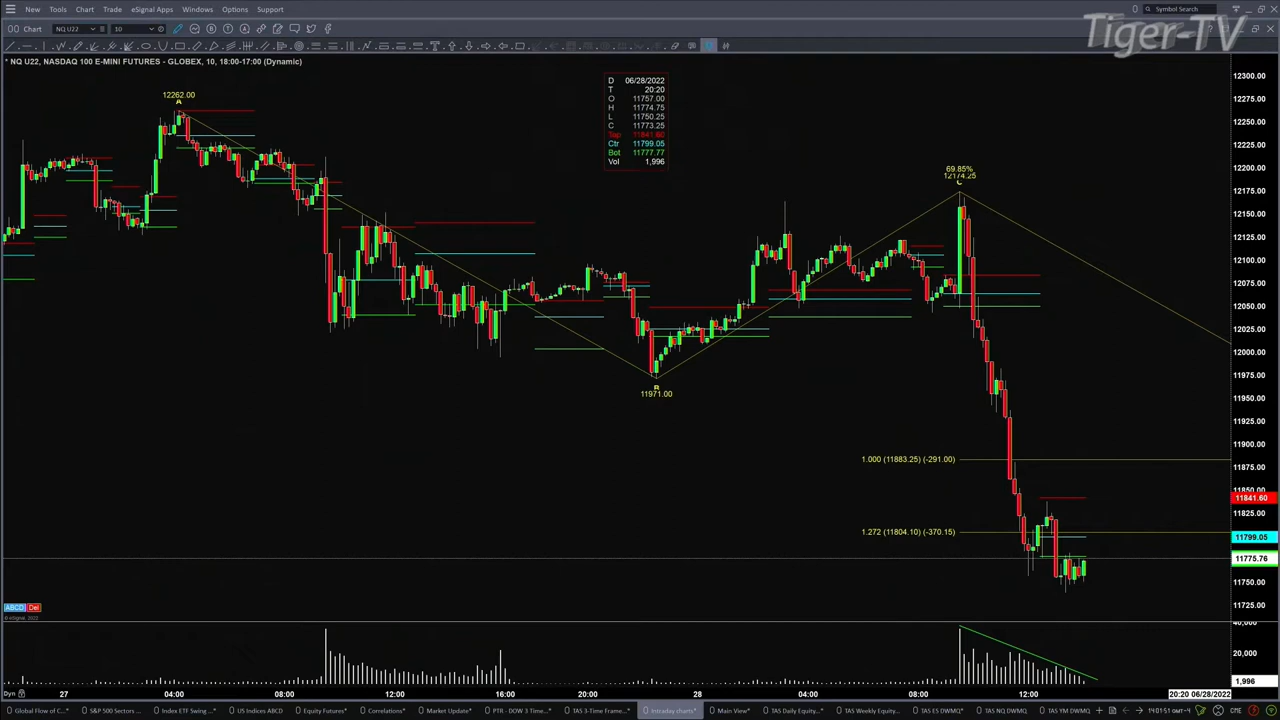 New Tools Chart Trade eSignal Apps Windows Options Support
Symbol Search
Tiger-TV
Chart NQ U22 10
* NQ U22, NASDAQ 100 E-MINI FUTURES - GLOBEX, 10, 18:00-17:00 (Dynamic)
D 06/28/2022
T 20:20
O 11757.00
H 11774.75
L 11750.25
C 11773.25
Top 11841.60
Ctr 11799.05
Bot 11777.77
Vol 1,996
12262.00
A
69.85%
12174.25
C
B
11971.00
1.000 (11883.25) (-291.00)
1.272 (11804.10) (-370.15)
12300.00
12275.00
12250.00
12225.00
12200.00
12175.00
12150.00
12125.00
12100.00
12075.00
12050.00
12025.00
12000.00
11975.00
11950.00
11925.00
11900.00
11875.00
11850.00
11841.60
11825.00
11799.05
11775.76
11750.00
11725.00
ABCD Del
© eSignal, 2022
40,000
20,000
1,996
Dyn 27 04:00 08:00 12:00 16:00 20:00 28 04:00 08:00 12:00 20:20 06/28/2022
Global Flow of C...* S&P 500 Sectors ... Index ETF Swing ...* US Indices ABCD Equity Futures* Correlations* Market Update* PTR - DOW 3 Time...* TAS 3-Time Frame...* Intraday charts* Main View* TAS Daily Equity...* TAS Weekly Equity... TAS ES DWMQ* TAS NQ DWMQ TAS YM DWMQ 14:01:51 gmt-4 CME